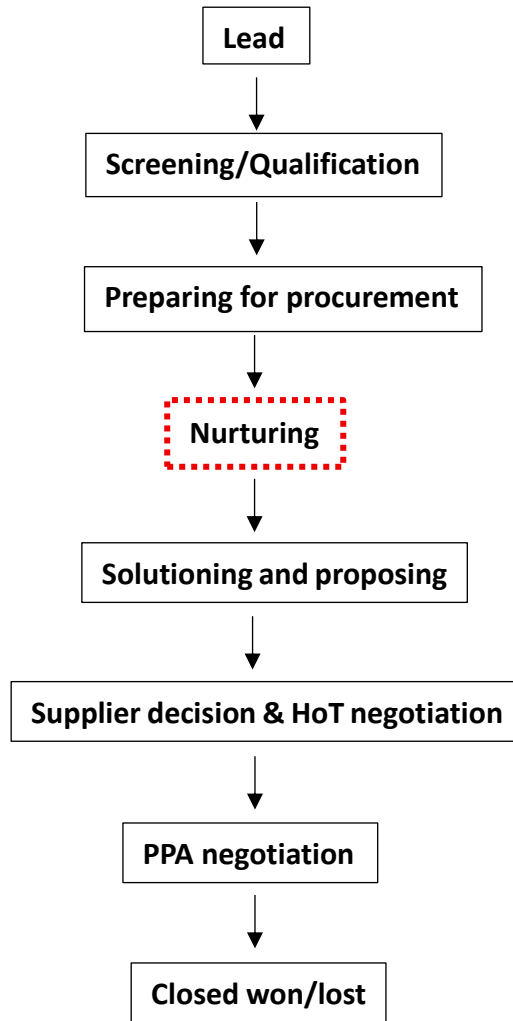 Lead
Screening/Qualification
Preparing for procurement
Nurturing
Solutioning and proposing
Supplier decision & HoT negotiation
PPA negotiation
Closed won/lost